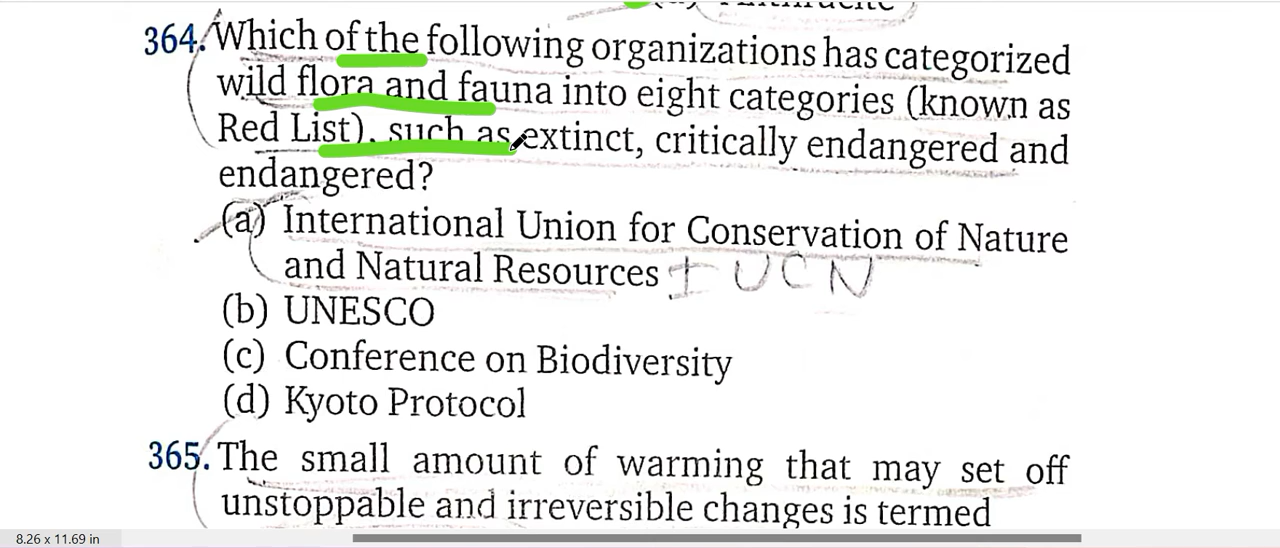 364. Which of the following organizations has categorized
wild flora and fauna into eight categories (known as
Red List), such as extinct, critically endangered and
endangered?
(a) International Union for Conservation of Nature
and Natural Resources IUCN
(b) UNESCO
(c) Conference on Biodiversity
(d) Kyoto Protocol
365. The small amount of warming that may set off
unstoppable and irreversible changes is termed
8.26 x 11.69 in